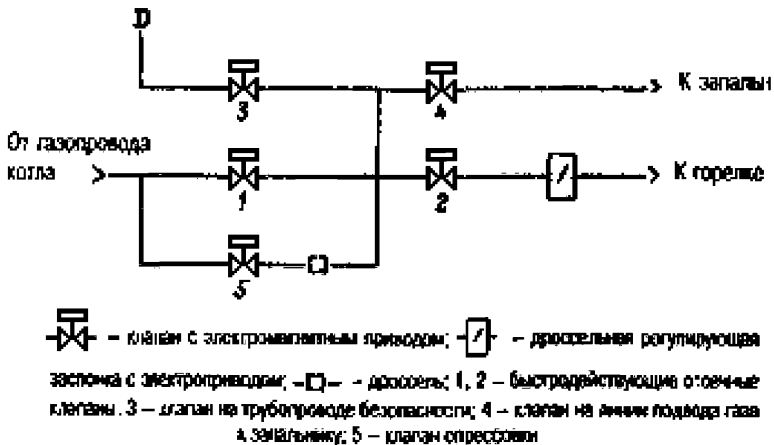 D
3
4
К запальн
От газопровода
котла
1
2
К горелке
5
– клапан с электромагнитным приводом; – дроссельная регулирующая
заслонка с электроприводом; – дроссель; 1, 2 – быстродействующие отсечные
клапаны. 3 – клапан на трубопроводе безопасности; 4 – клапан на линии подвода газа
к запальнику; 5 – клапан опрессовки